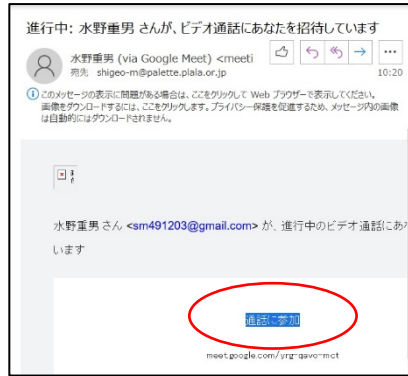 進行中: 水野重男 さんが、ビデオ通話にあなたを招待しています
水野重男 (via Google Meet) <meeti
宛先 shigeo-m@palette.plala.or.jp
10:20
このメッセージの表示に問題がある場合は、ここをクリックして Web ブラウザーで表示してください。
画像をダウンロードするには、ここをクリックします。プライバシー保護を促進するため、メッセージ内の画像
は自動的にはダウンロードされません。
水野重男 さん <sm491203@gmail.com> が、進行中のビデオ通話にあ
います
通話に参加
meet.google.com/yrg-qavo-mct